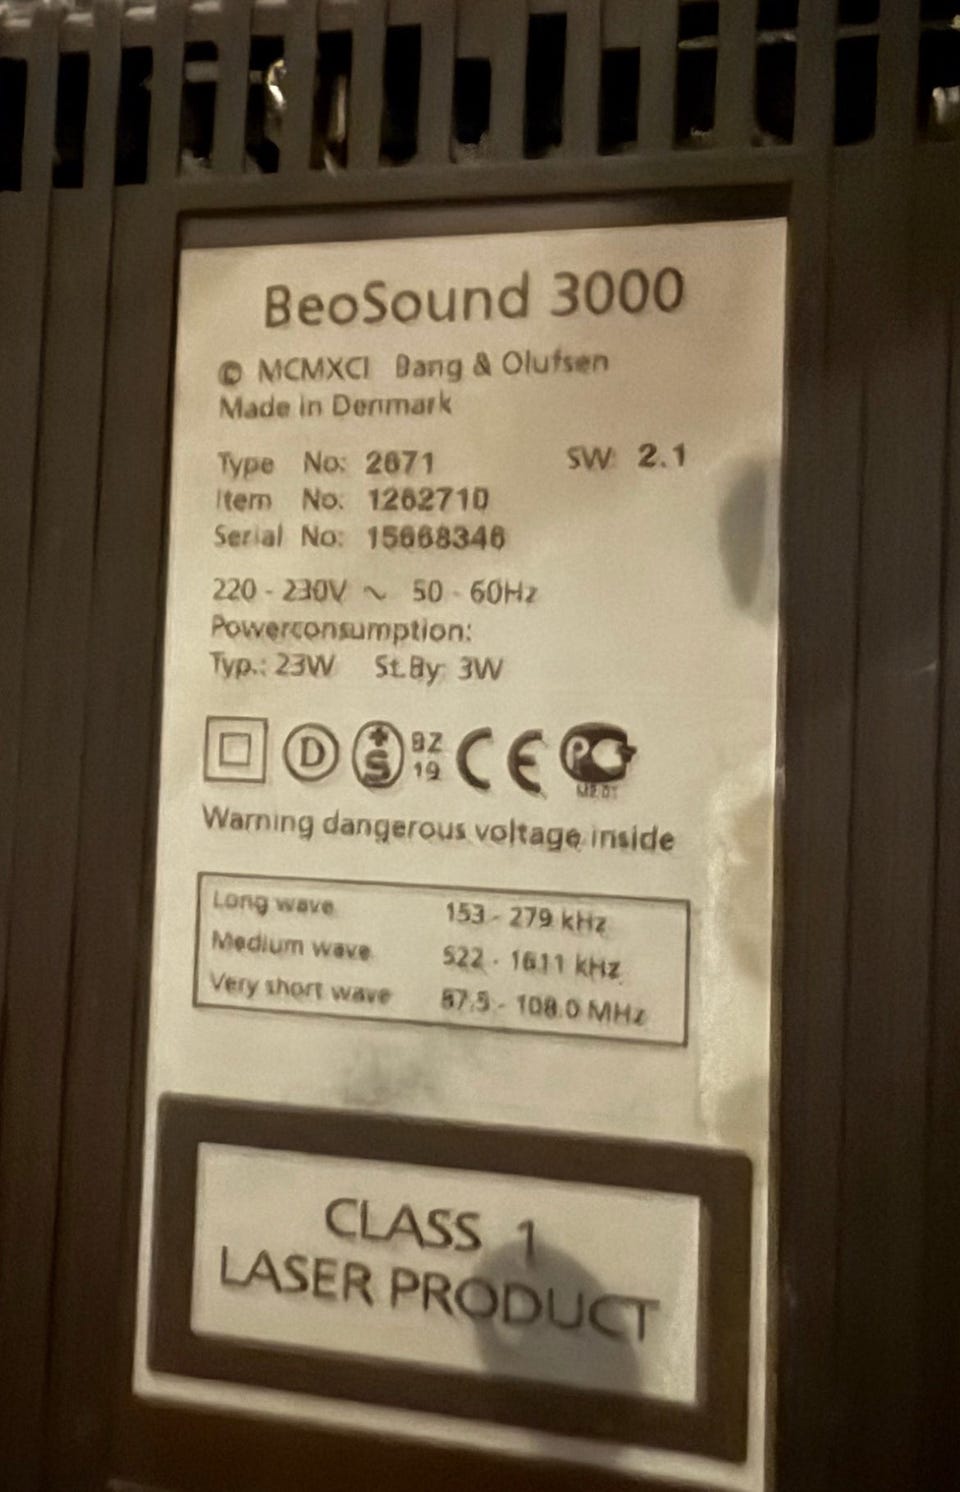 BeoSound 3000
© MCMXCI Bang & Olufsen
Made in Denmark
Type No: 2671 SW: 2.1
Item No: 1262710
Serial No: 15668346
220 - 230V ~ 50 - 60Hz
Powerconsumption:
Typ.: 23W St.By: 3W
D +S BZ 19 CE PC
Warning dangerous voltage inside
Long wave 153 - 279 kHz
Medium wave 522 - 1611 kHz
Very short wave 87.5 - 108.0 MHz
CLASS 1
LASER PRODUCT